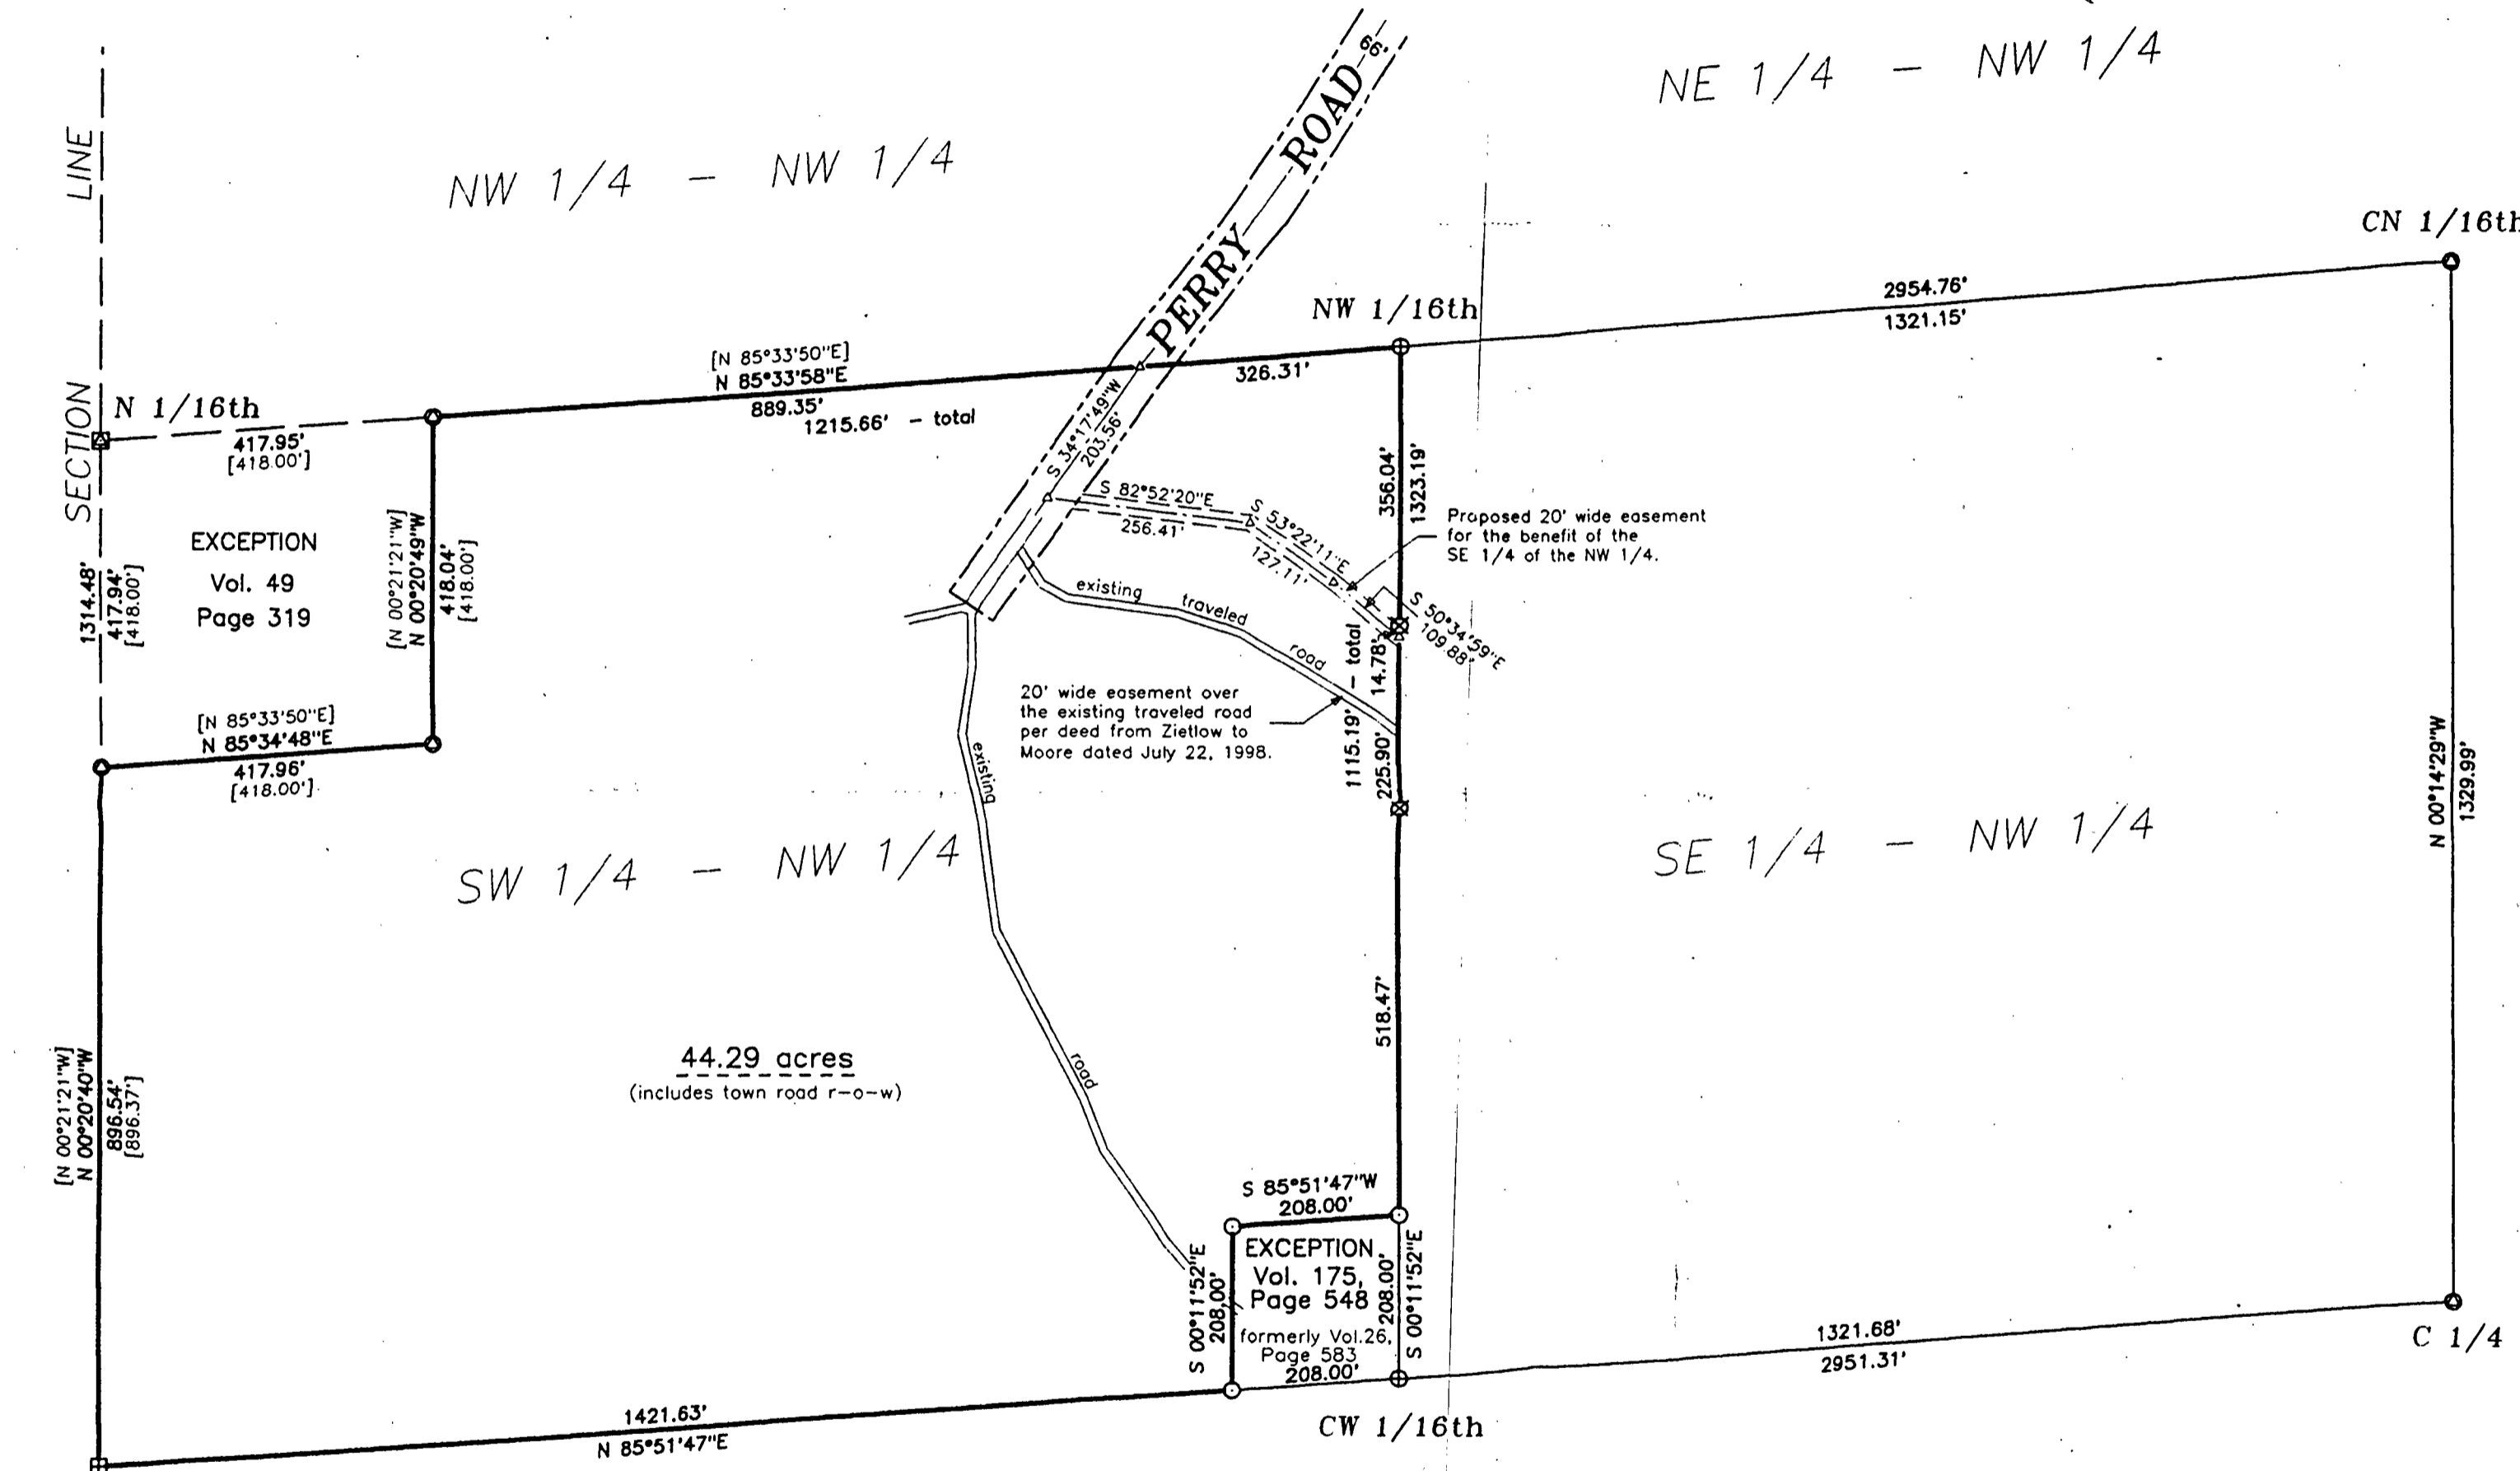 NE 1/4 - NW 1/4
NW 1/4 - NW 1/4
66'
PERRY ROAD
SECTION LINE
CN 1/16th
NW 1/16th
2954.76'
1321.15'
[N 85°33'50"E]
N 85°33'58"E
889.35'
1215.66' - total
326.31'
N 1/16th
417.95'
[418.00']
S 34°17'49"W
203.56'
S 82°52'20"E
256.41'
S 53°22'11"E
127.11'
356.04'
1323.19'
Proposed 20' wide easement
for the benefit of the
SE 1/4 of the NW 1/4.
S 50°34'59"E
109.88'
EXCEPTION
Vol. 49
Page 319
1314.48'
417.94'
[418.00']
[N 00°21'21"W]
N 00°20'49"W
418.04'
[418.00']
existing traveled road
14.78'
1115.19' - total
225.90'
20' wide easement over
the existing traveled road
per deed from Zietlow to
Moore dated July 22, 1998.
[N 85°33'50"E]
N 85°34'48"E
417.96'
[418.00']
existing
road
N 00°14'29"W
1329.99'
SW 1/4 - NW 1/4
SE 1/4 - NW 1/4
518.47'
44.29 acres
(includes town road r-o-w)
[N 00°21'21"W]
N 00°20'40"W
896.54'
[896.37']
S 85°51'47"W
208.00'
S 00°11'52"E
208.00'
EXCEPTION
Vol. 175,
Page 548
formerly Vol.26,
Page 583
208.00'
208.00'
S 00°11'52"E
1321.68'
2951.31'
C 1/4
CW 1/16th
1421.63'
N 85°51'47"E